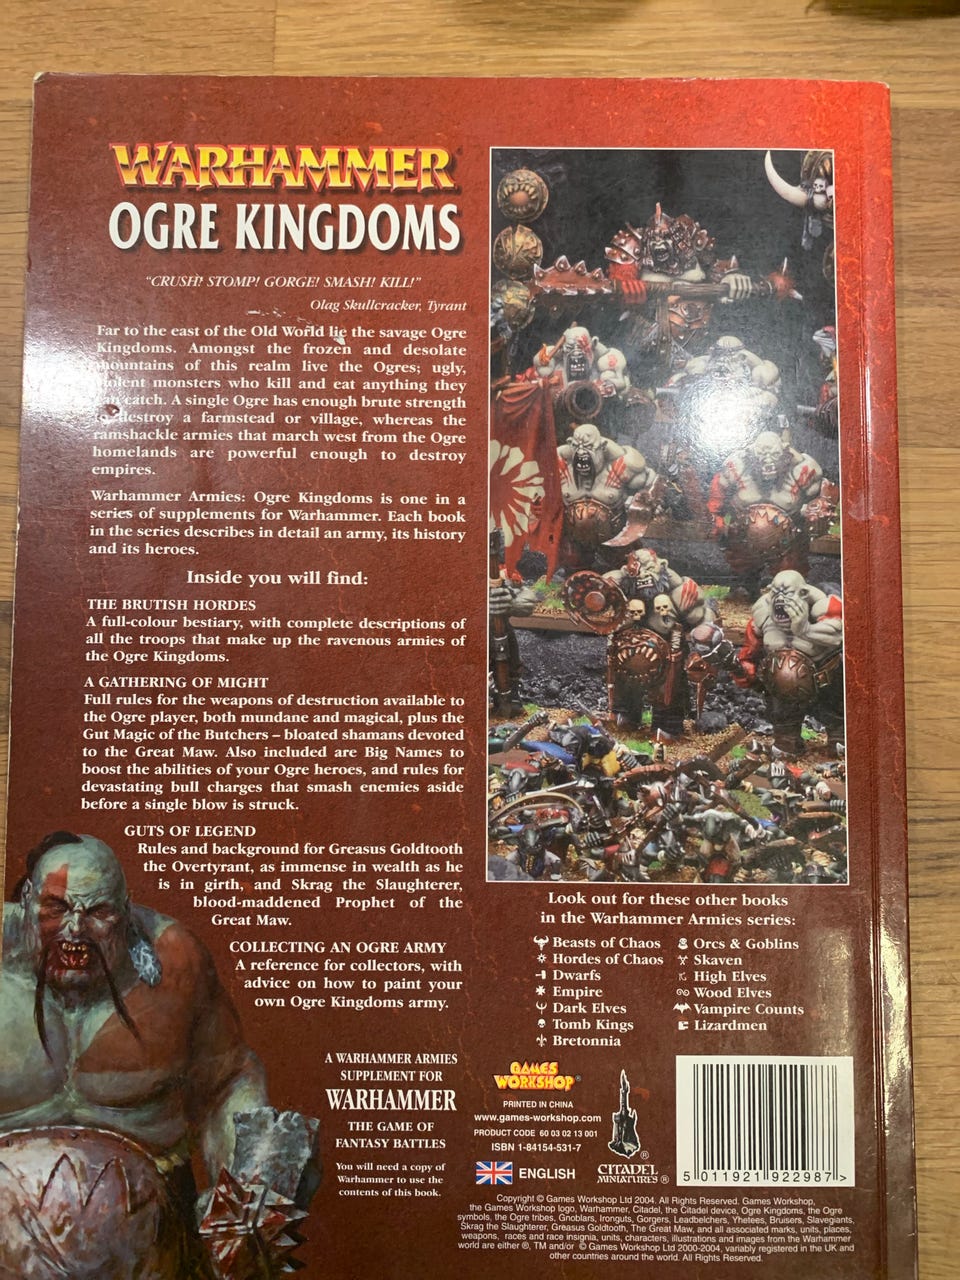 WARHAMMER
OGRE KINGDOMS
“CRUSH! STOMP! GORGE! SMASH! KILL!”
Olag Skullcracker, Tyrant
Far to the east of the Old World lie the savage Ogre
Kingdoms. Amongst the frozen and desolate
mountains of this realm live the Ogres; ugly,
violent monsters who kill and eat anything they
can catch. A single Ogre has enough brute strength
to destroy a farmstead or village, whereas the
ramshackle armies that march west from the Ogre
homelands are powerful enough to destroy
empires.
Warhammer Armies: Ogre Kingdoms is one in a
series of supplements for Warhammer. Each book
in the series describes in detail an army, its history
and its heroes.
Inside you will find:
THE BRUTISH HORDES
A full-colour bestiary, with complete descriptions of
all the troops that make up the ravenous armies of
the Ogre Kingdoms.
A GATHERING OF MIGHT
Full rules for the weapons of destruction available to
the Ogre player, both mundane and magical, plus the
Gut Magic of the Butchers – bloated shamans devoted
to the Great Maw. Also included are Big Names to
boost the abilities of your Ogre heroes, and rules for
devastating bull charges that smash enemies aside
before a single blow is struck.
GUTS OF LEGEND
Rules and background for Greasus Goldtooth
the Overtyrant, as immense in wealth as he
is in girth, and Skrag the Slaughterer,
blood-maddened Prophet of the
Great Maw.
COLLECTING AN OGRE ARMY
A reference for collectors, with
advice on how to paint your
own Ogre Kingdoms army.
A WARHAMMER ARMIES
SUPPLEMENT FOR
WARHAMMER
THE GAME OF
FANTASY BATTLES
You will need a copy of
Warhammer to use the
contents of this book.
Look out for these other books
in the Warhammer Armies series:
Beasts of Chaos
Hordes of Chaos
Dwarfs
Empire
Dark Elves
Tomb Kings
Bretonnia
Orcs & Goblins
Skaven
High Elves
Wood Elves
Vampire Counts
Lizardmen
GAMES
WORKSHOP®
PRINTED IN CHINA
www.games-workshop.com
PRODUCT CODE 60 03 02 13 001
ISBN 1-84154-531-7
ENGLISH
®
CITADEL
MINIATURES®
5 011921 922987 >
Copyright © Games Workshop Ltd 2004. All Rights Reserved. Games Workshop,
the Games Workshop logo, Warhammer, Citadel, the Citadel device, Ogre Kingdoms, the Ogre
symbols, the Ogre tribes, Gnoblars, Ironguts, Gorgers, Leadbelchers, Yhetees, Bruisers, Slavegiants,
Skrag the Slaughterer, Greasus Goldtooth, The Great Maw, and all associated marks, units, places,
weapons, races and race insignia, units, characters, illustrations and images from the Warhammer
world are either ®, TM and/or © Games Workshop Ltd 2000-2004, variably registered in the UK and
other countries around the world. All Rights Reserved.